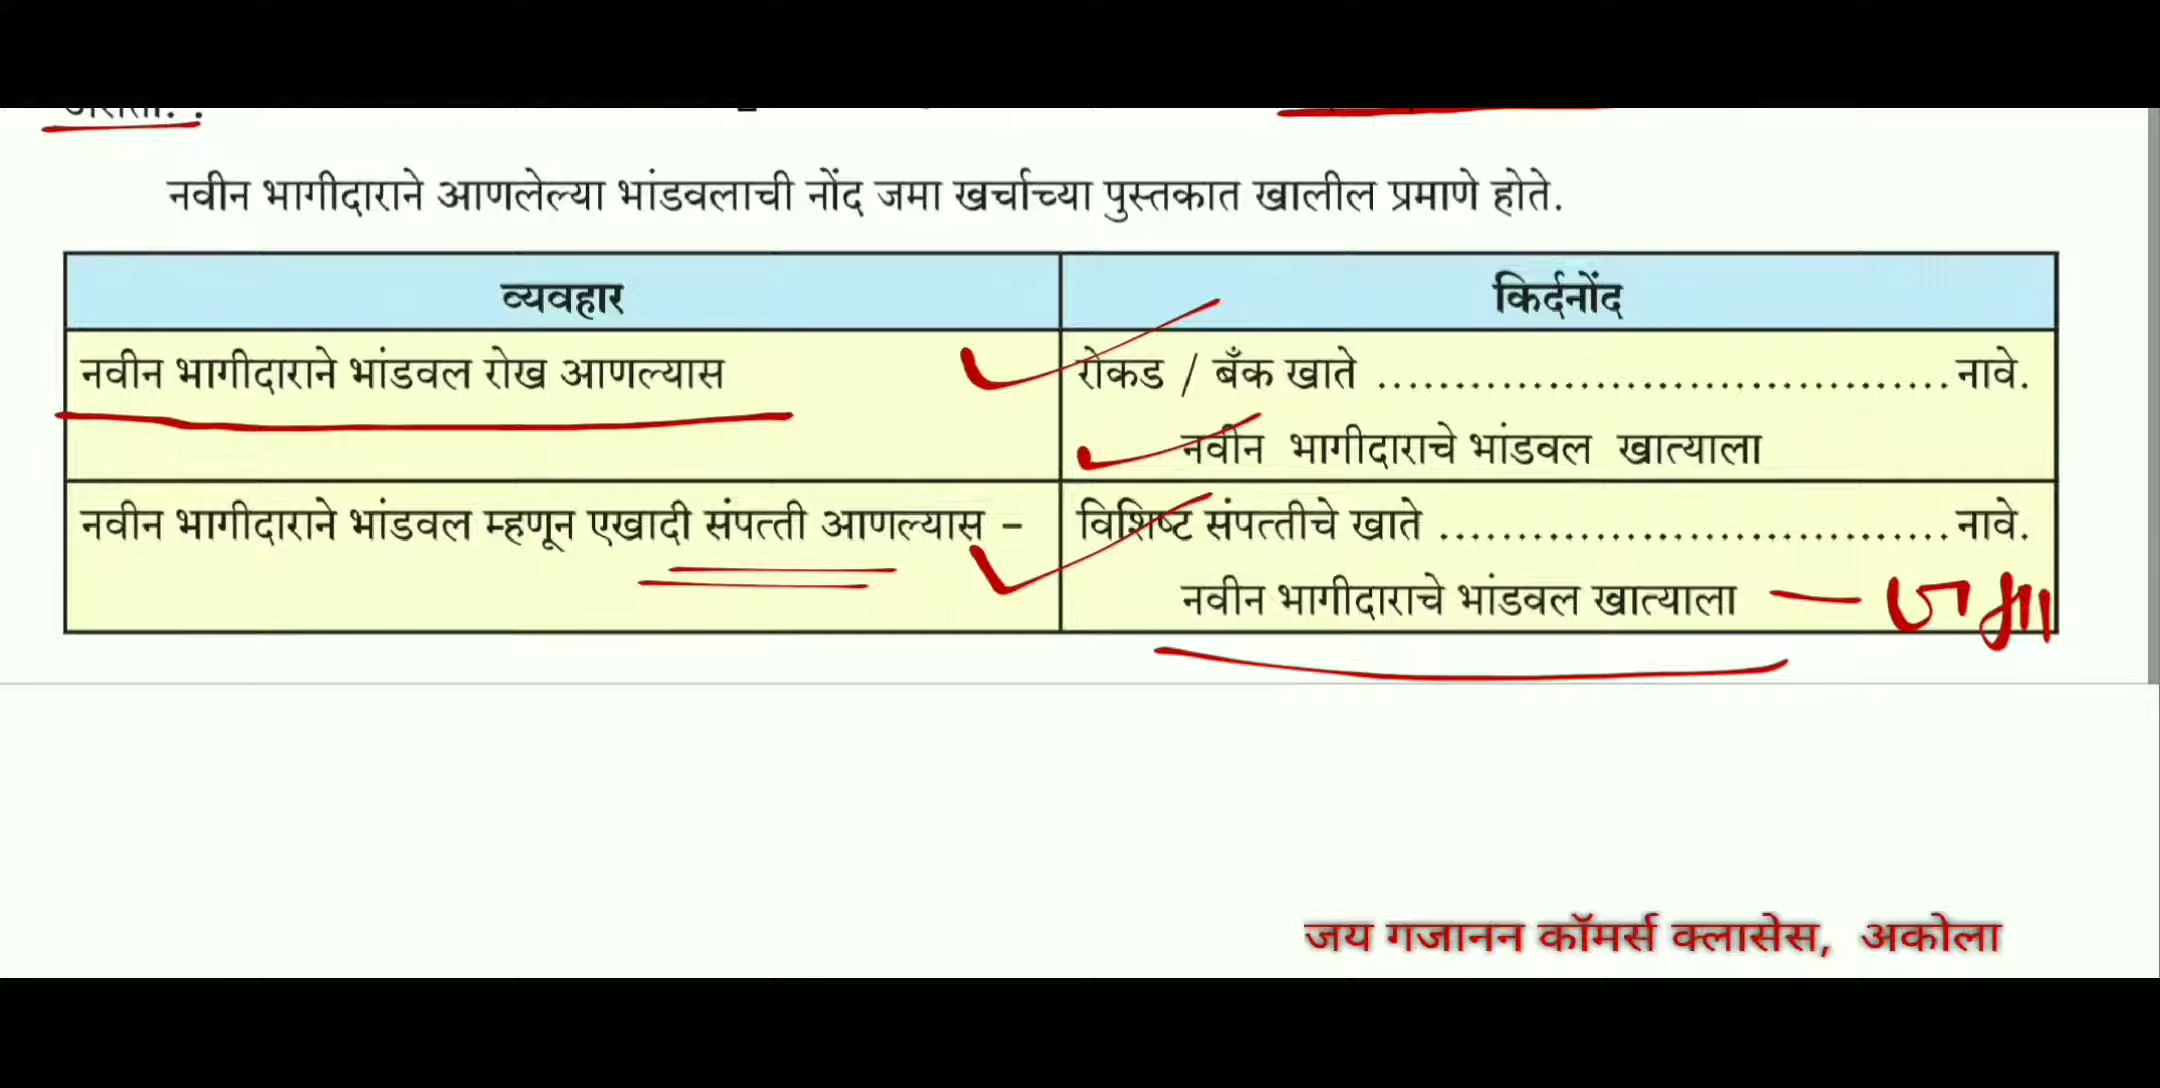 नवीन भागीदाराने आणलेल्या भांडवलाची नोंद जमा खर्चाच्या पुस्तकात खालील प्रमाणे होते.
व्यवहार किर्दनोंद
नवीन भागीदाराने भांडवल रोख आणल्यास रोकड / बँक खाते ..................................... नावे.
नवीन भागीदाराचे भांडवल खात्याला
नवीन भागीदाराने भांडवल म्हणून एखादी संपत्ती आणल्यास – विशिष्ट संपत्तीचे खाते ................................. नावे.
नवीन भागीदाराचे भांडवल खात्याला — जमा
जय गजानन कॉमर्स क्लासेस, अकोला